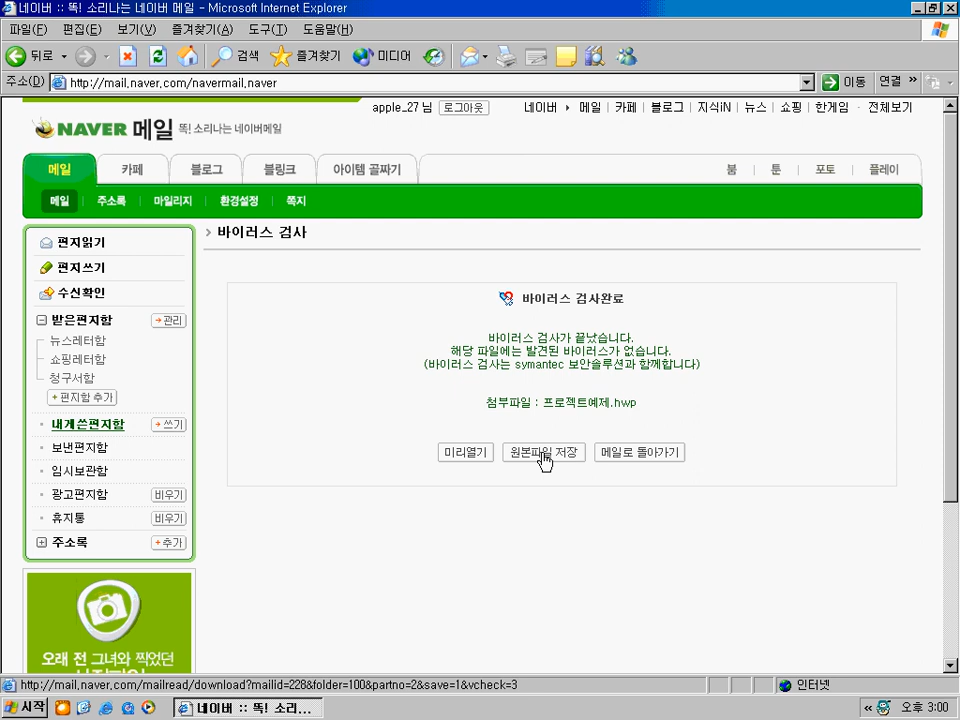 네이버 :: 똑! 소리나는 네이버 메일 - Microsoft Internet Explorer
파일(F) 편집(E) 보기(V) 즐겨찾기(A) 도구(T) 도움말(H)
뒤로 검색 즐겨찾기 미디어
주소(D) http://mail.naver.com/navermail.naver 이동 연결 »
apple_27 님 로그아웃 네이버 메일 | 카페 | 블로그 | 지식iN | 뉴스 | 쇼핑 | 한게임 - 전체보기
NAVER 메일 똑! 소리나는 네이버메일
메일 카페 블로그 블링크 아이템 골짜기 붐 | 툰 | 포토 | 플레이
메일 주소록 마일리지 환경설정 쪽지
편지읽기
편지쓰기
수신확인
받은편지함 관리
뉴스레터함
쇼핑레터함
청구서함
+ 편지함 추가
내게쓴편지함 쓰기
보낸편지함
임시보관함
광고편지함 비우기
휴지통 비우기
주소록 +추가
오래 전 그녀와 찍었던
바이러스 검사
바이러스 검사완료
바이러스 검사가 끝났습니다.
해당 파일에는 발견된 바이러스가 없습니다.
(바이러스 검사는 symantec 보안솔루션과 함께합니다)
첨부파일 : 프로젝트예제.hwp
미리열기 원본파일 저장 메일로 돌아가기
http://mail.naver.com/mailread/download?mailid=228&folder=100&partno=2&save=1&vcheck=3 인터넷
시작 네이버 :: 똑! 소리... « 오후 3:00